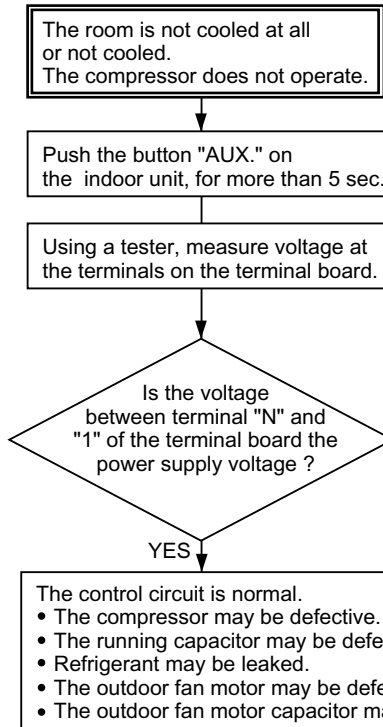 The room is not cooled at all
or not cooled.
The compressor does not operate.
Push the button "AUX." on
the indoor unit, for more than 5 sec.
Using a tester, measure voltage at
the terminals on the terminal board.
Is the voltage
between terminal "N" and
"1" of the terminal board the
power supply voltage ?
YES
The control circuit is normal.
• The compressor may be defective.
• The running capacitor may be
• Refrigerant may be leaked.
• The outdoor fan motor may be
• The outdoor fan motor capacitor